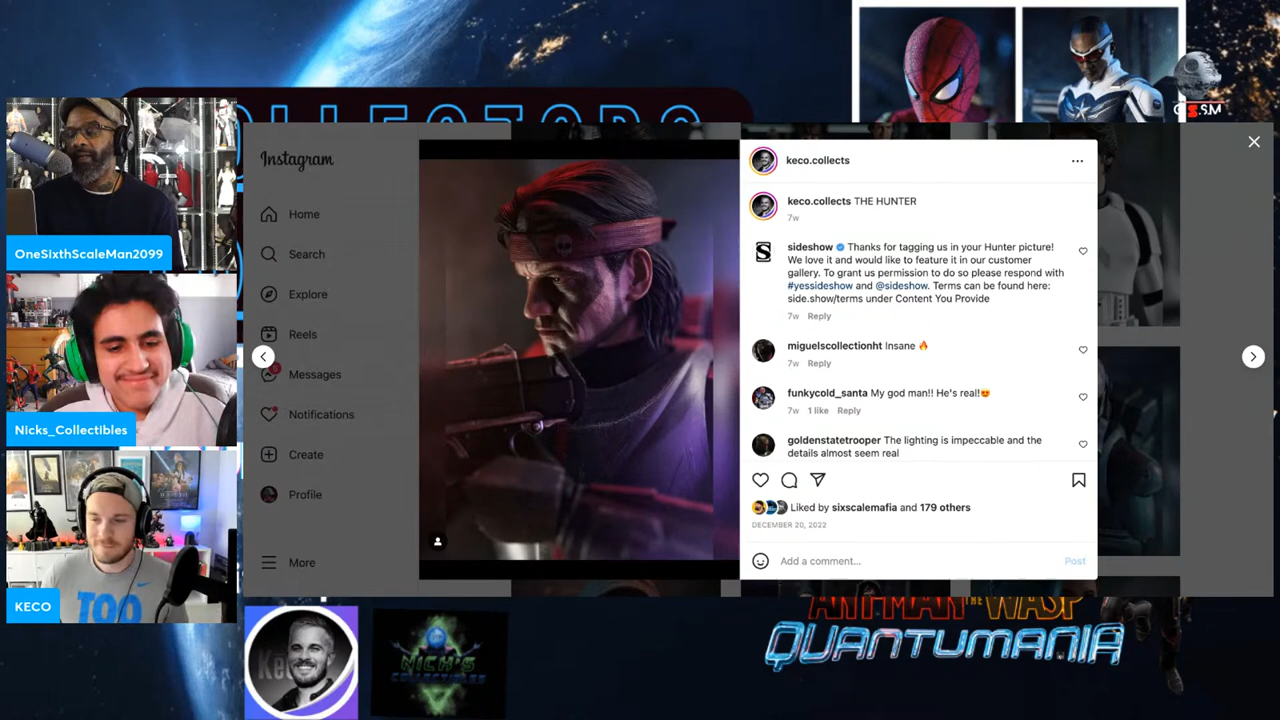 COLLECTORS
OSM
OneSIxthScaleMan2099
Nicks_Collectibles
KECO
TOO
Instagram
Home
Search
Explore
Reels
Messages
Notifications
Create
Profile
More
keco.collects
keco.collects THE HUNTER
7w
sideshow Thanks for tagging us in your Hunter picture!
We love it and would like to feature it in our customer
gallery. To grant us permission to do so please respond with
#yessideshow and @sideshow. Terms can be found here:
side.show/terms under Content You Provide
7w Reply
miguelscollectionht Insane 🔥
7w Reply
funkycold_santa My god man!! He's real!😍
7w 1 like Reply
goldenstatetrooper The lighting is impeccable and the
details almost seem real
Liked by sixscalemafia and 179 others
DECEMBER 20, 2022
Add a comment...
Post
NICK'S
COLLECTIBLES
ANT-MAN AND THE WASP
QUANTUMANIA